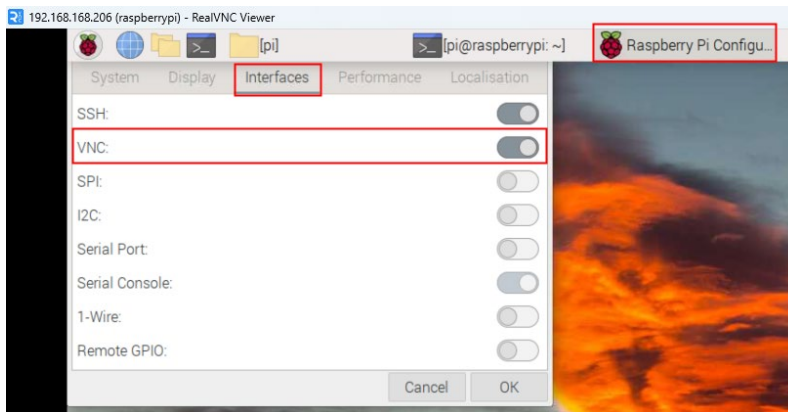 192.168.168.206 (raspberrypi) - RealVNC Viewer
[pi] [pi@raspberrypi: ~] Raspberry Pi Configu...
System Display Interfaces Performance Localisation
SSH:
VNC:
SPI:
I2C:
Serial Port:
Serial Console:
1-Wire:
Remote GPIO:
Cancel OK